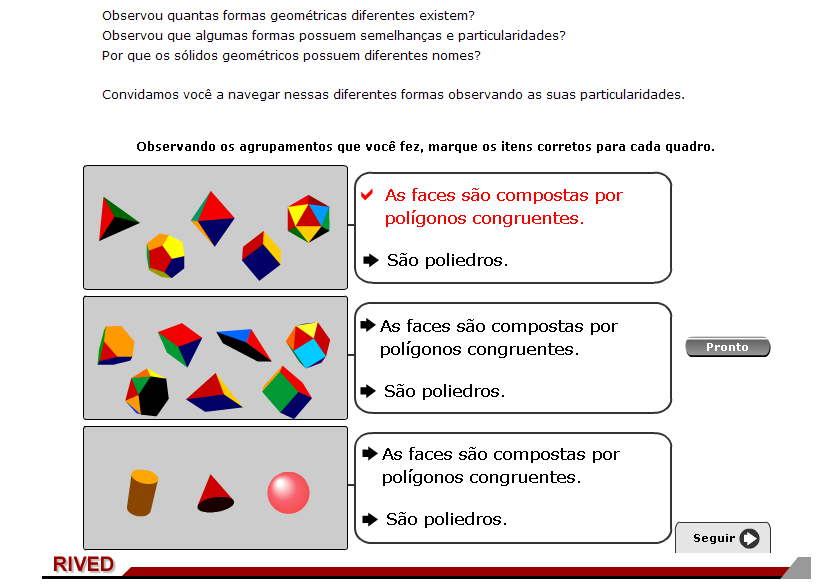 Observou quantas formas geométricas diferentes existem?
Observou que algumas formas possuem semelhanças e particularidades?
Por que os sólidos geométricos possuem diferentes nomes?
Convidamos você a navegar nessas diferentes formas observando as suas particularidades.
Observando os agrupamentos que você fez, marque os itens corretos para cada quadro.
As faces são compostas por
polígonos congruentes.
São poliedros.
As faces são compostas por
polígonos congruentes.
São poliedros.
Pronto
As faces são compostas por
polígonos congruentes.
São poliedros.
Seguir
RIVED